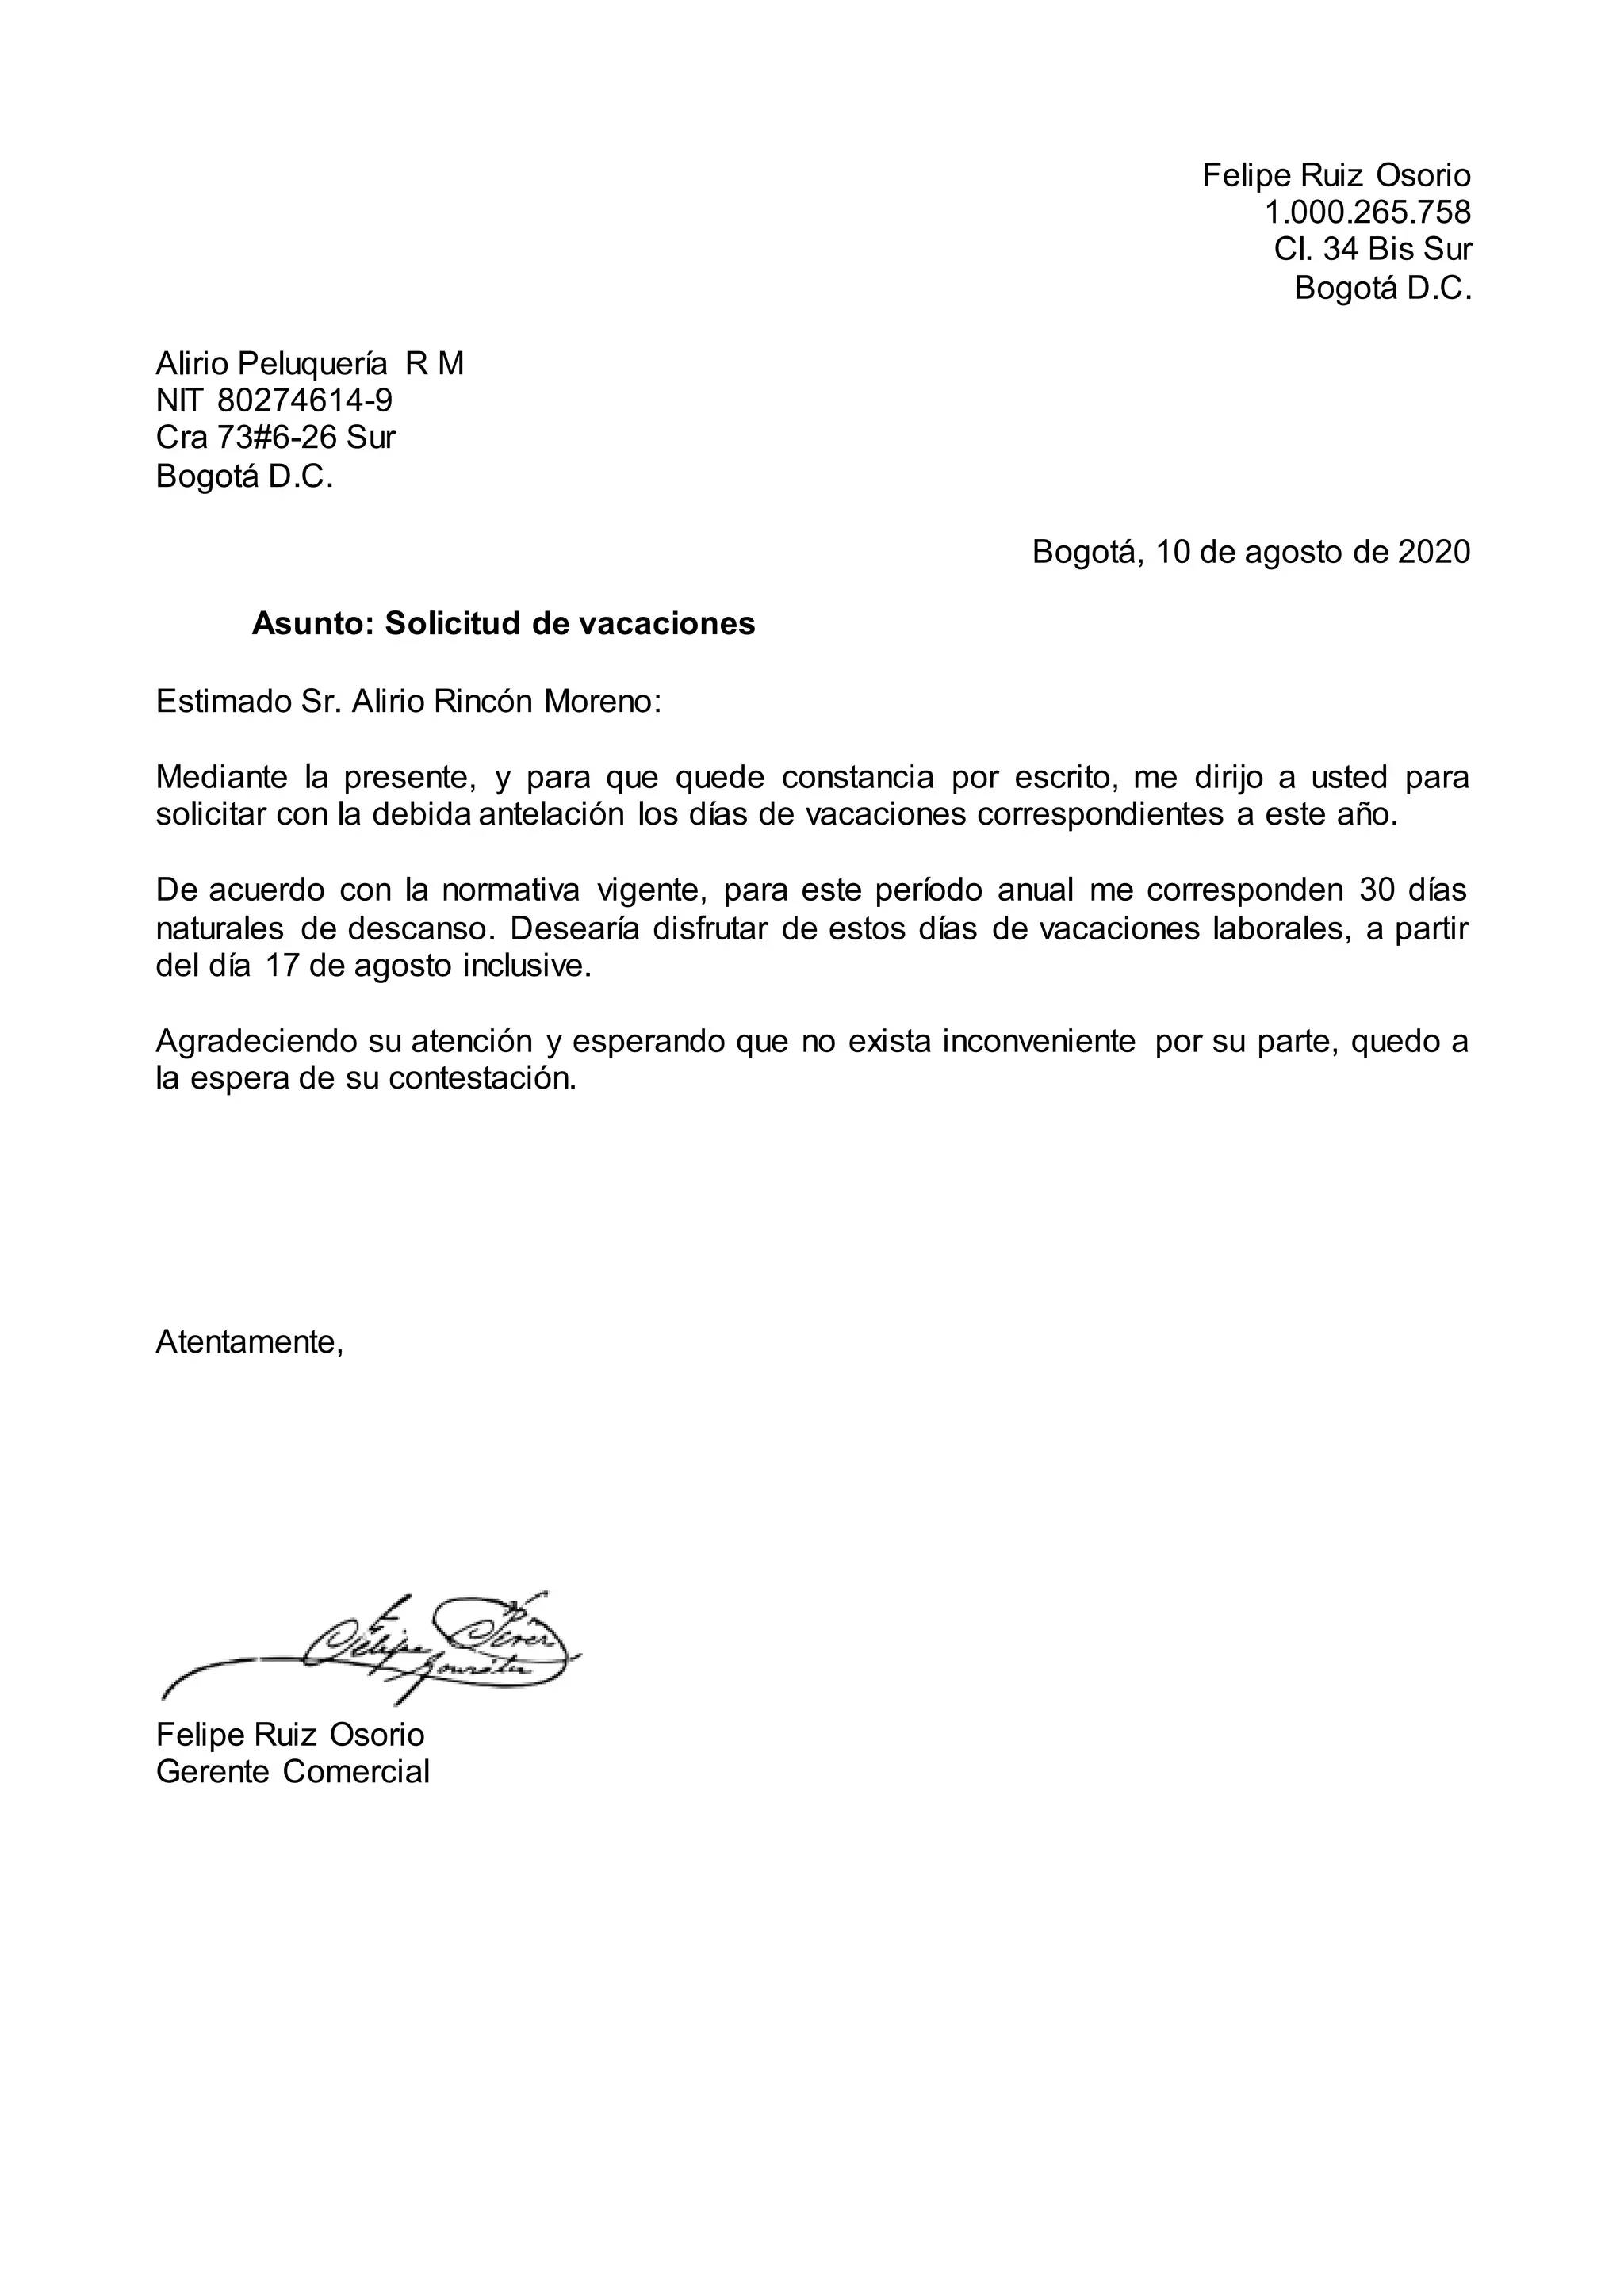 Felipe Ruiz Osorio
1.000.265.758
Cl. 34 Bis Sur
Bogotá D.C.
Alirio Peluquería R M
NIT 80274614-9
Cra 73#6-26 Sur
Bogotá D.C.
Bogotá, 10 de agosto de 2020
Asunto: Solicitud de vacaciones
Estimado Sr. Alirio Rincón Moreno:
Mediante la presente, y para que quede constancia por escrito, me dirijo a usted para
solicitar con la debida antelación los días de vacaciones correspondientes a este año.
De acuerdo con la normativa vigente, para este período anual me corresponden 30 días
naturales de descanso. Desearía disfrutar de estos días de vacaciones laborales, a partir
del día 17 de agosto inclusive.
Agradeciendo su atención y esperando que no exista inconveniente por su parte, quedo a
la espera de su contestación.
Atentamente,
Felipe
Felipe Ruiz Osorio
Gerente Comercial